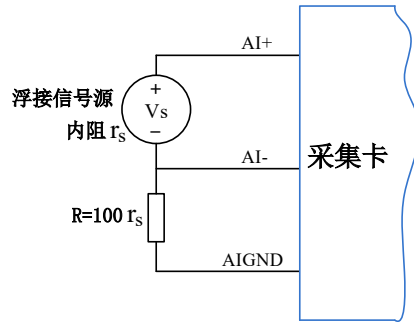 AI+
浮接信号源
内阻 rs
+
Vs
−
AI-
采集卡
R=100 rs
AIGND